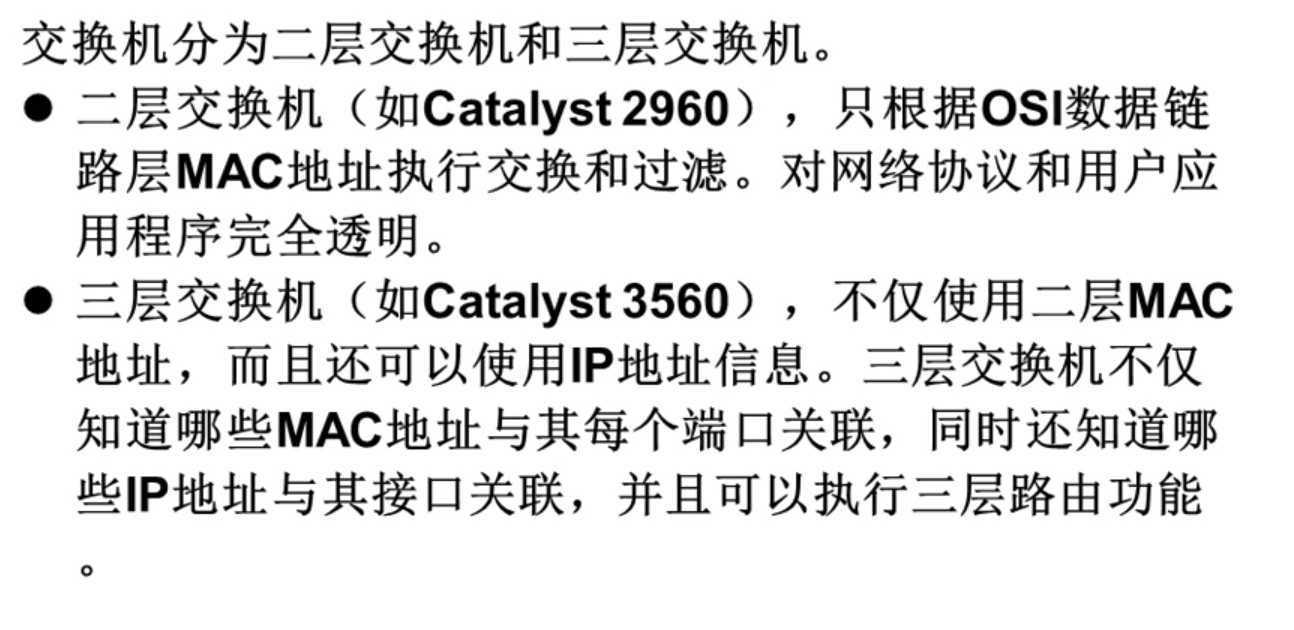 交换机分为二层交换机和三层交换机。
● 二层交换机（如Catalyst 2960），只根据OSI数据链
路层MAC地址执行交换和过滤。对网络协议和用户应
用程序完全透明。
● 三层交换机（如Catalyst 3560），不仅使用二层MAC
地址，而且还可以使用IP地址信息。三层交换机不仅
知道哪些MAC地址与其每个端口关联，同时还知道哪
些IP地址与其接口关联，并且可以执行三层路由功能
。